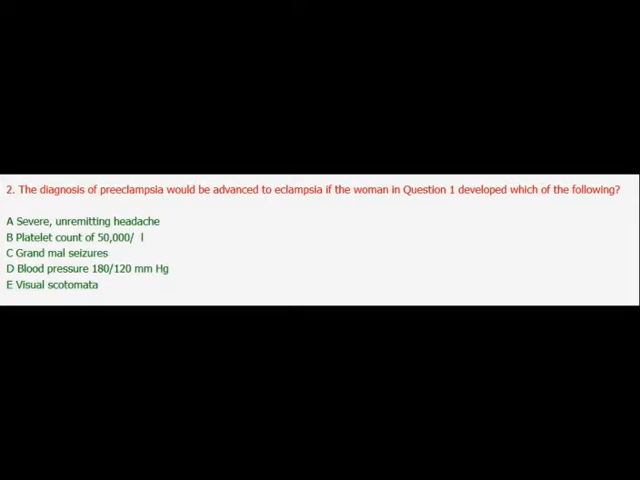 2. The diagnosis of preeclampsia would be advanced to eclampsia if the woman in Question 1 developed which of the following?
A Severe, unremitting headache
B Platelet count of 50,000/ l
C Grand mal seizures
D Blood pressure 180/120 mm Hg
E Visual scotomata